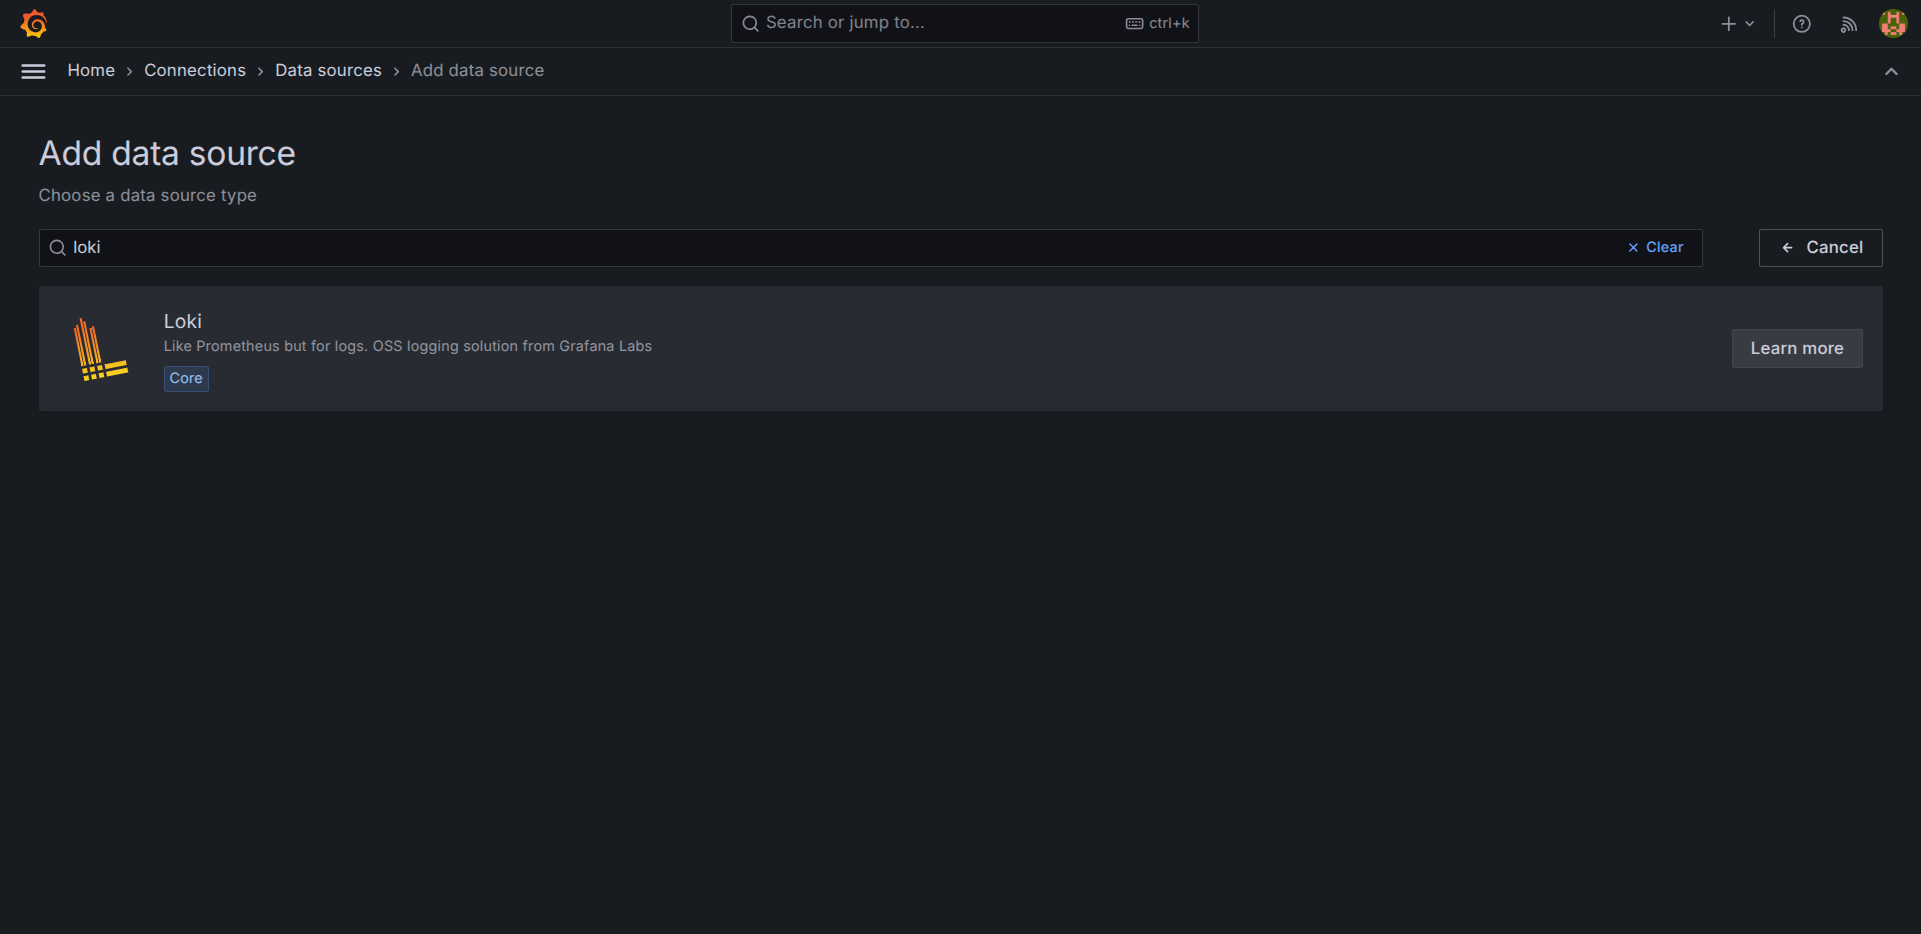 Search or jump to...
ctrl+k
Home
Connections
Data sources
Add data source
Add data source
Choose a data source type
loki
Clear
Cancel
Loki
Like Prometheus but for logs. OSS logging solution from Grafana Labs
Core
Learn more